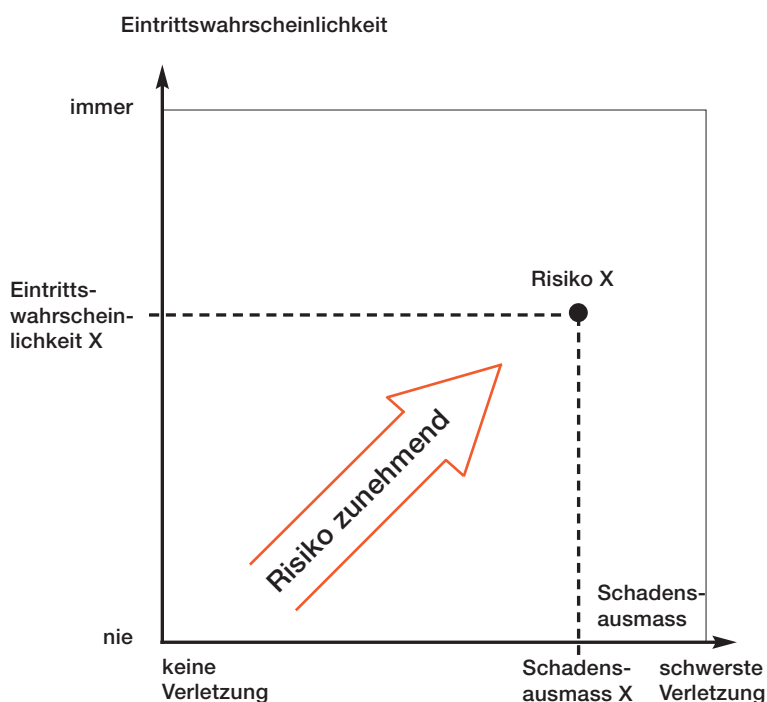 Eintrittswahrscheinlichkeit
immer
Risiko X
Eintritts-
wahrschein-
lichkeit X
Risiko zunehmend
Schadens-
ausmass
nie
keine
Verletzung
Schadens-
ausmass X
schwerste
Verletzung